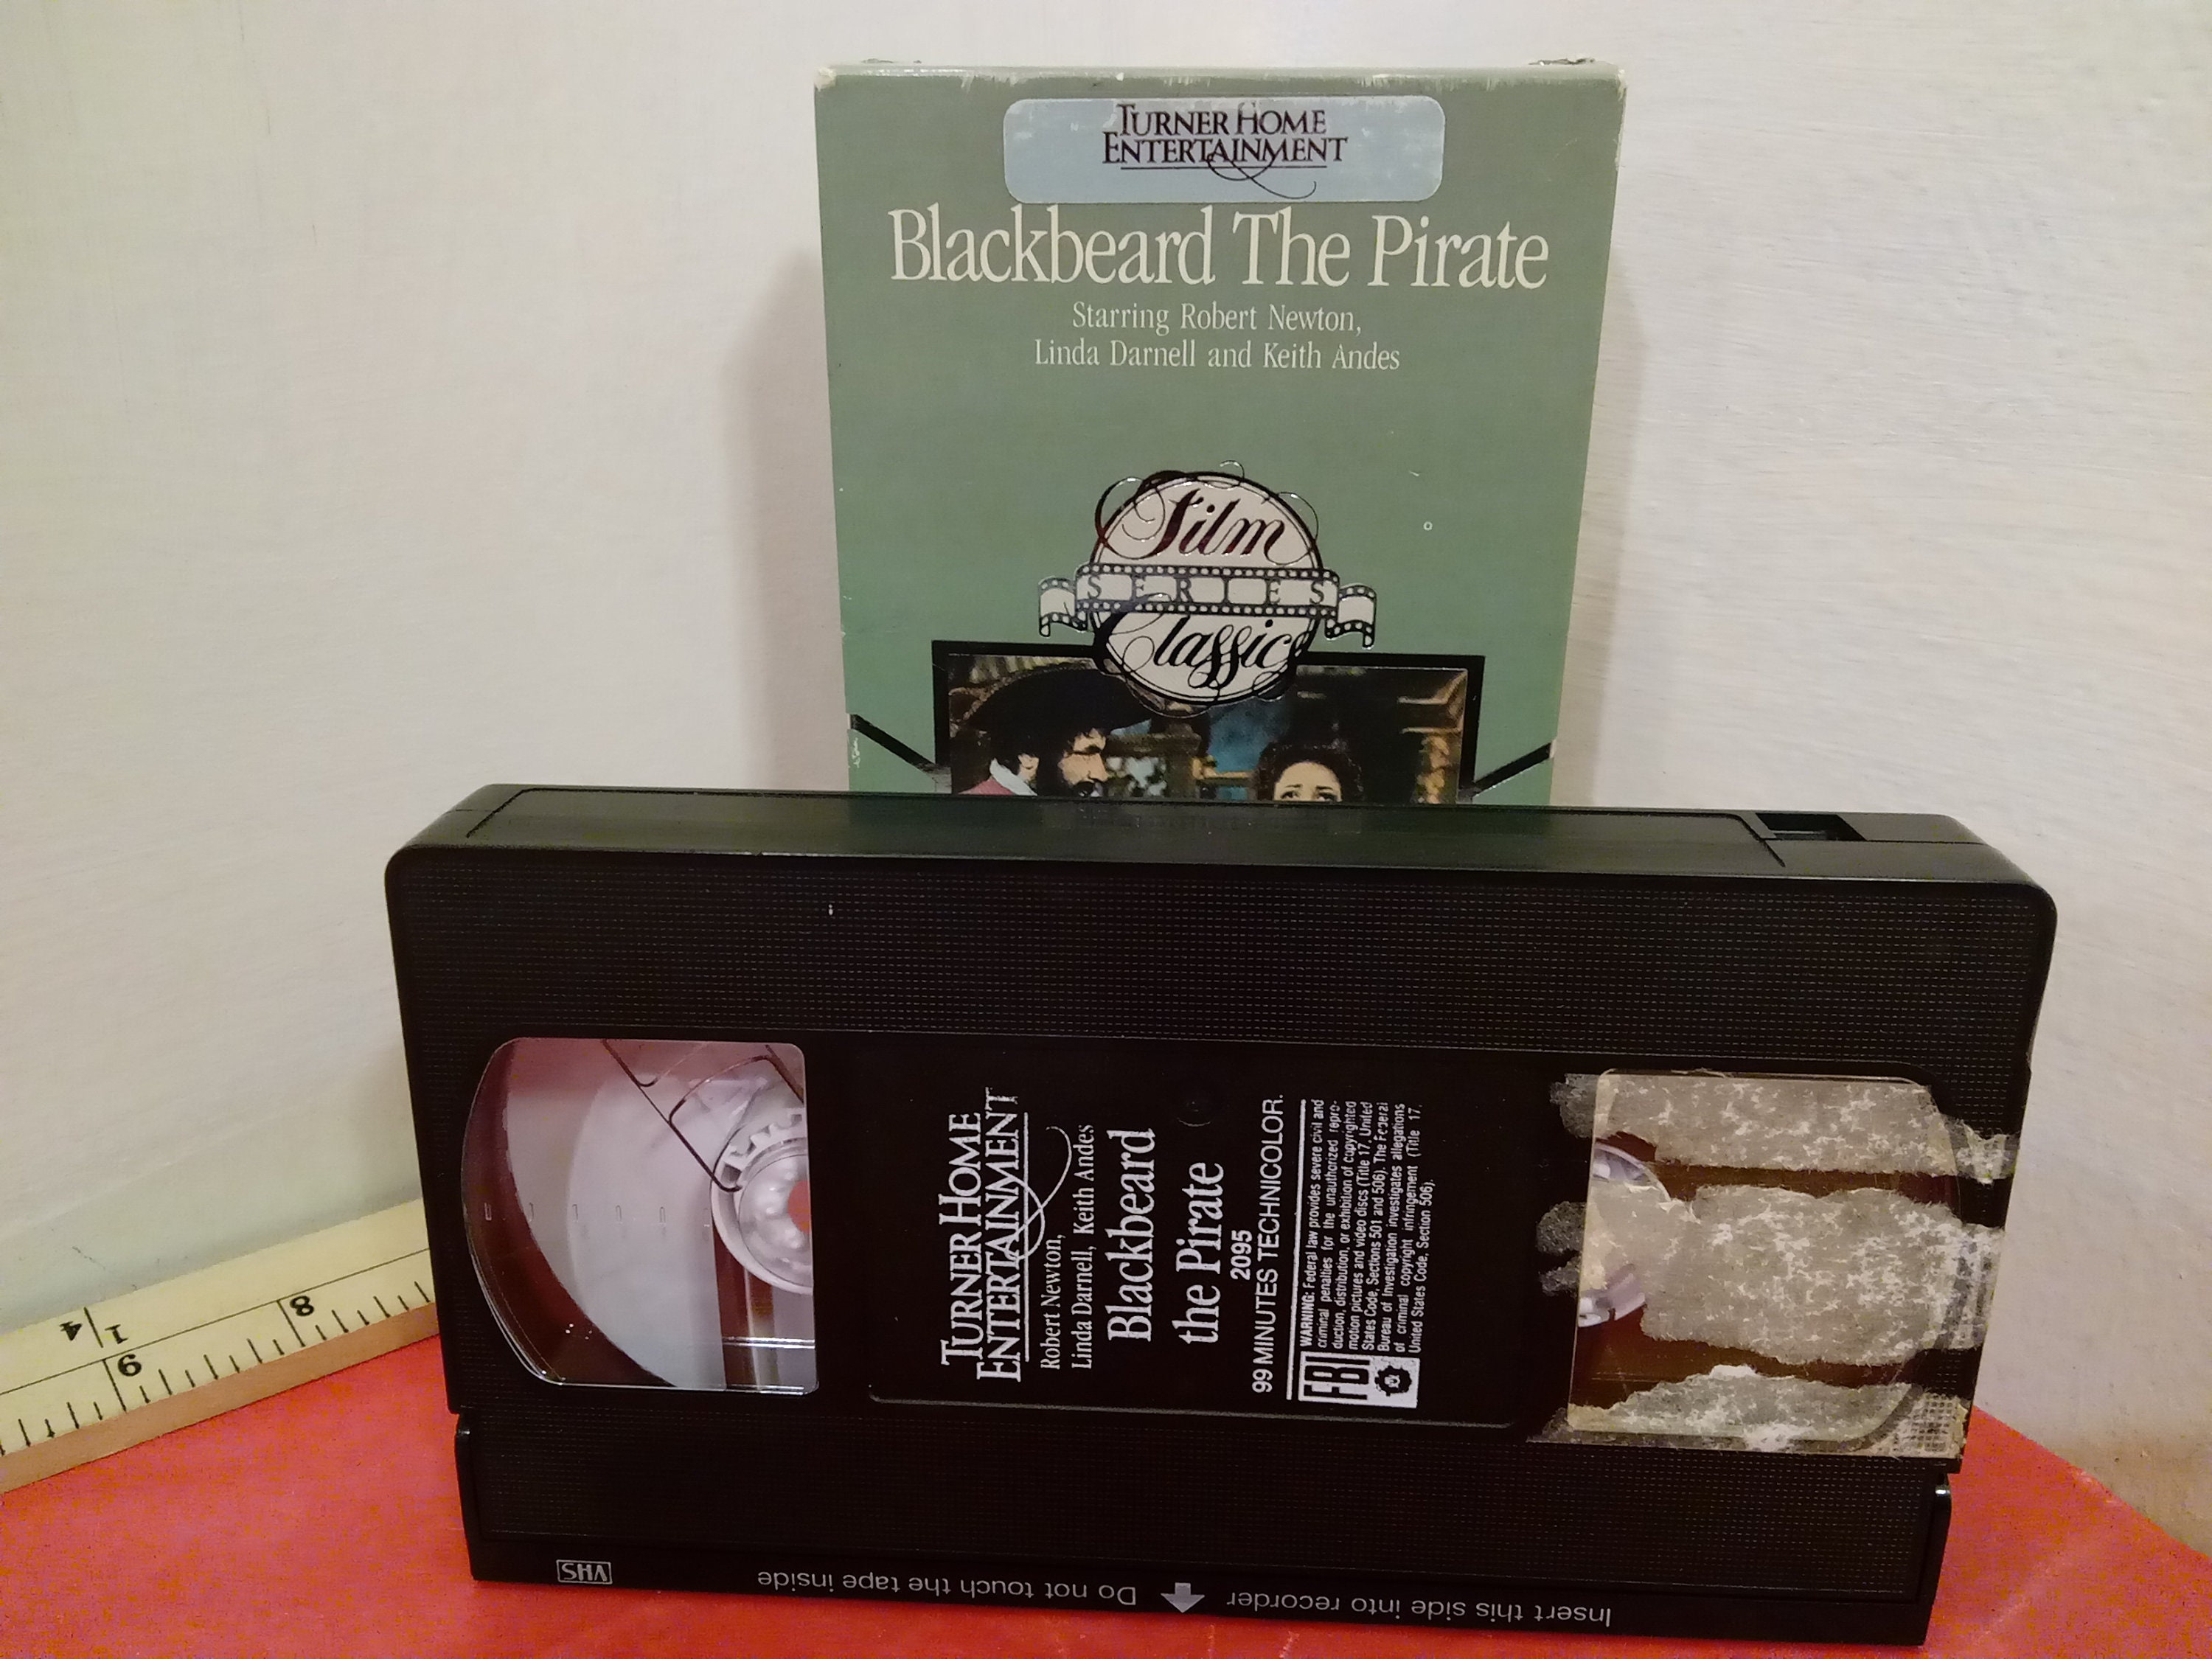 TURNER HOME
ENTERTAINMENT
Blackbeard The Pirate
Starring Robert Newton,
Linda Darnell and Keith Andes
Film
SERIES
Classics
TURNER HOME
ENTERTAINMENT
Robert Newton,
Linda Darnell, Keith Andes
Blackbeard
the Pirate
2095
99 MINUTES TECHNICOLOR.
FBI
WARNING: Federal law provides severe civil and
criminal penalties for the unauthorized repro-
duction, distribution, or exhibition of copyrighted
motion pictures and video discs (Title 17, United
States Code, Sections 501 and 506). The Federal
Bureau of Investigation investigates allegations
of criminal copyright infringement (Title 17,
United States Code, Section 506).
Insert this side into recorder Do not touch the tape inside
VHS
1/4
8
9